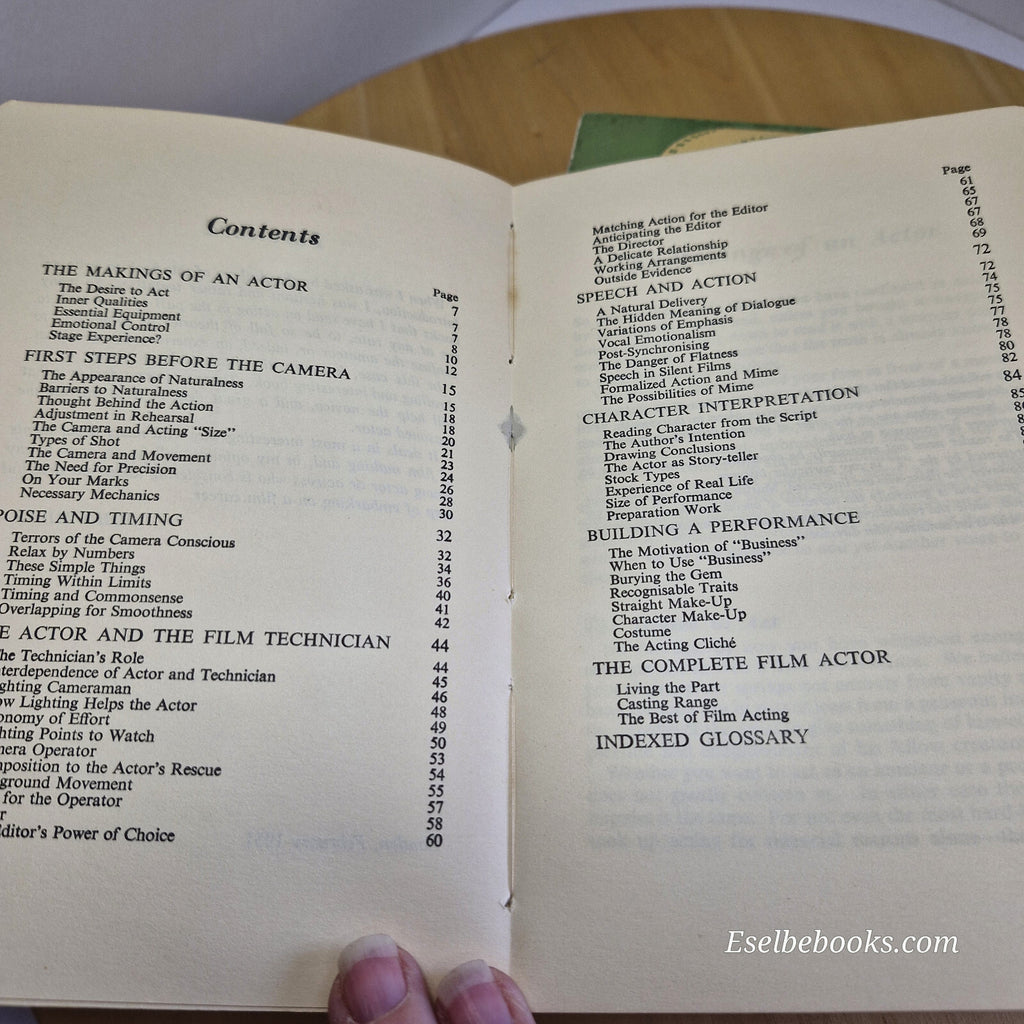 Contents
Page
THE MAKINGS OF AN ACTOR 7
The Desire to Act 7
Inner Qualities 7
Essential Equipment 8
Emotional Control 10
Stage Experience? 12
FIRST STEPS BEFORE THE CAMERA 15
The Appearance of Naturalness 15
Barriers to Naturalness 18
Thought Behind the Action 18
Adjustment in Rehearsal 20
The Camera and Acting "Size" 21
Types of Shot 23
The Camera and Movement 24
The Need for Precision 26
On Your Marks 28
Necessary Mechanics 30
POISE AND TIMING 32
Terrors of the Camera Conscious 32
Relax by Numbers 34
These Simple Things 36
Timing Within Limits 40
Timing and Commonsense 41
Overlapping for Smoothness 42
E ACTOR AND THE FILM TECHNICIAN 44
he Technician's Role 44
terdependence of Actor and Technician 45
ghting Cameraman 46
ow Lighting Helps the Actor 48
onomy of Effort 49
hting Points to Watch 50
mera Operator 53
mposition to the Actor's Rescue 54
ground Movement 55
for the Operator 57
r 58
ditor's Power of Choice 60
Page
Matching Action for the Editor 61
Anticipating the Editor 65
The Director 67
A Delicate Relationship 67
Working Arrangements 68
Outside Evidence 69
SPEECH AND ACTION 72
A Natural Delivery 72
The Hidden Meaning of Dialogue 74
Variations of Emphasis 75
Vocal Emotionalism 75
Post-Synchronising 77
The Danger of Flatness 78
Speech in Silent Films 78
Formalized Action and Mime 80
The Possibilities of Mime 82
CHARACTER INTERPRETATION 84
Reading Character from the Script
The Author's Intention
Drawing Conclusions
The Actor as Story-teller
Stock Types
Experience of Real Life
Size of Performance
Preparation Work
BUILDING A PERFORMANCE
The Motivation of "Business"
When to Use "Business"
Burying the Gem
Recognisable Traits
Straight Make-Up
Character Make-Up
Costume
The Acting Cliché
THE COMPLETE FILM ACTOR
Living the Part
Casting Range
The Best of Film Acting
INDEXED GLOSSARY
Eselbebooks.com